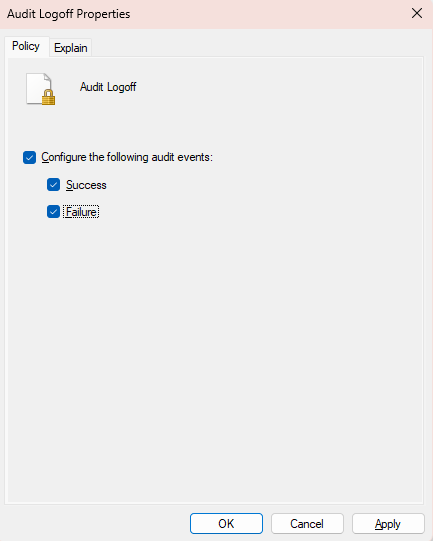 Audit Logoff Properties
Policy
Explain
Audit Logoff
Configure the following audit events:
Success
Failure
OK
Cancel
Apply